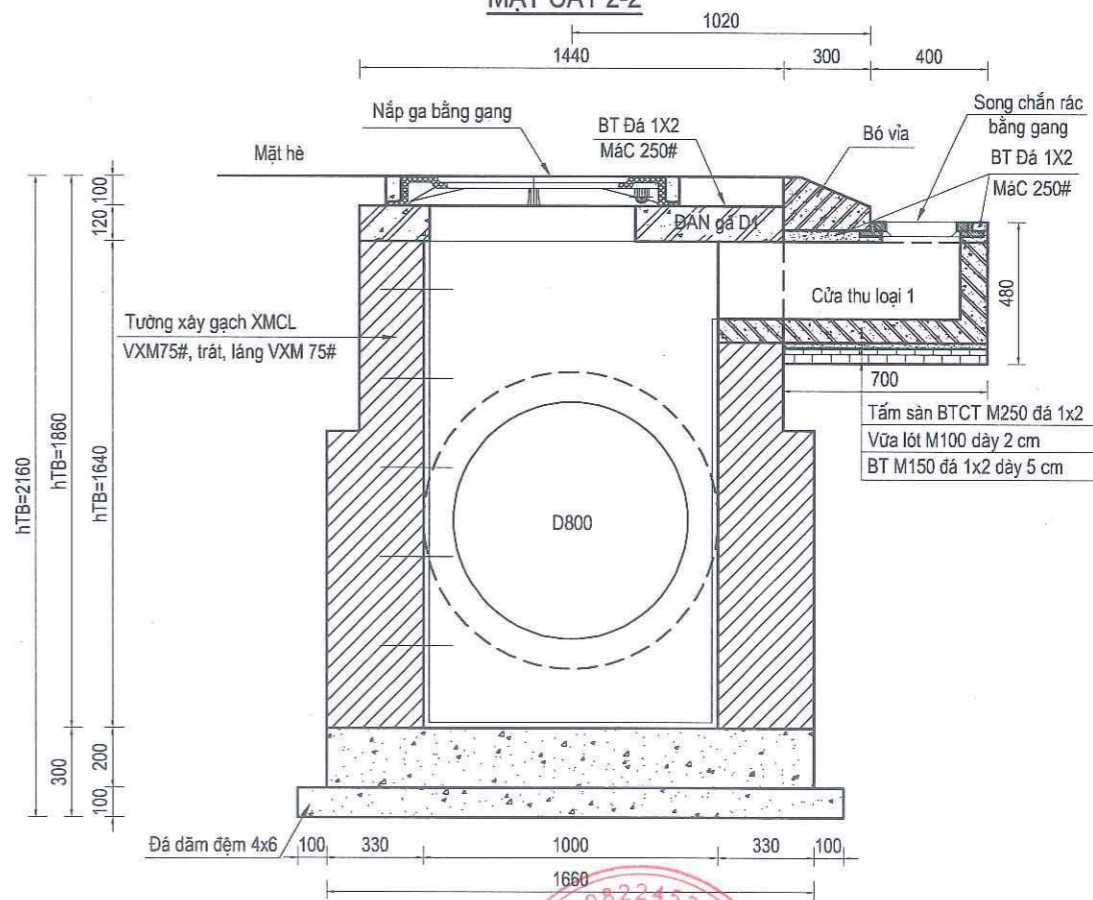 MẶT CẮT 2-2
1020
1440
300
400
Nắp ga bằng gang
BT Đá 1X2
MáC 250#
Bó vỉa
Song chắn rác
bằng gang
BT Đá 1X2
MáC 250#
Mặt hè
100
120
ĐAN ga D1
Cửa thu loại 1
480
Tường xây gạch XMCL
VXM75#, trát, láng VXM 75#
700
Tấm sàn BTCT M250 đá 1x2
Vữa lót M100 dày 2 cm
BT M150 đá 1x2 dày 5 cm
hTB=2160
hTB=1860
hTB=1640
D800
300
200
100
Đá dăm đệm 4x6
100
330
1000
330
100
1660